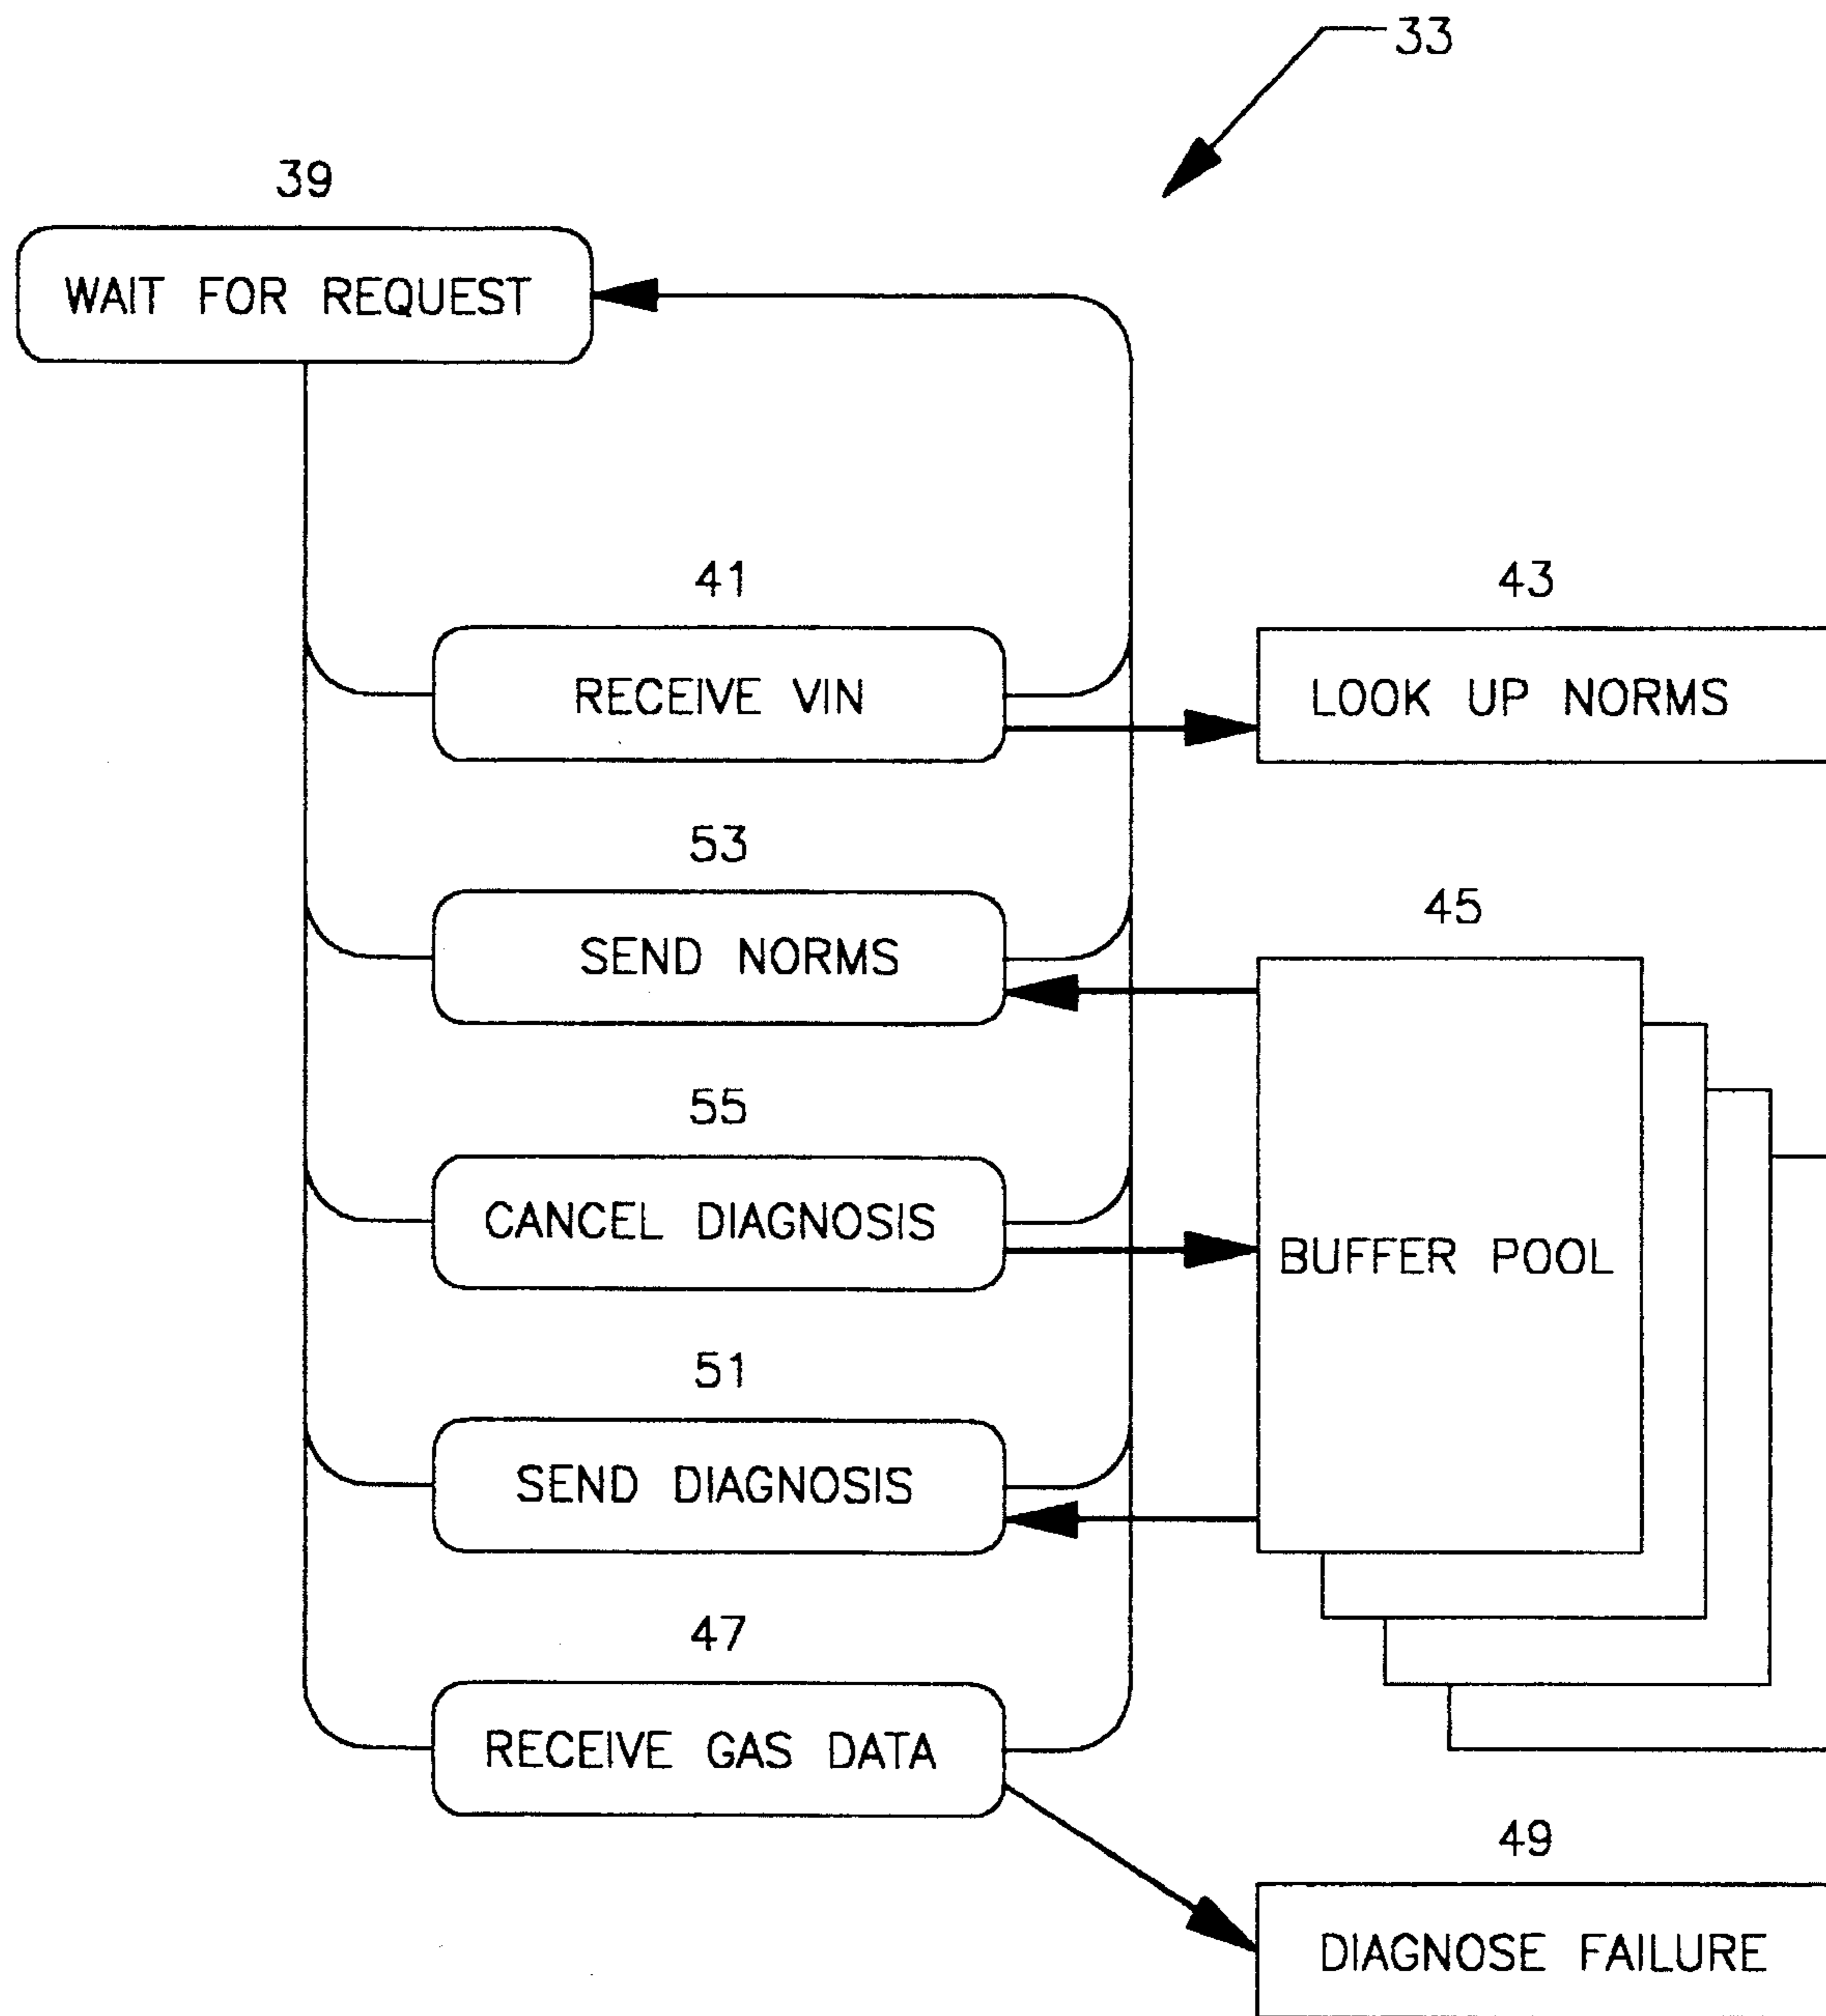 33
39
WAIT FOR REQUEST
41
RECEIVE VIN
43
LOOK UP NORMS
53
SEND NORMS
45
BUFFER POOL
55
CANCEL DIAGNOSIS
51
SEND DIAGNOSIS
47
RECEIVE GAS DATA
49
DIAGNOSE FAILURE